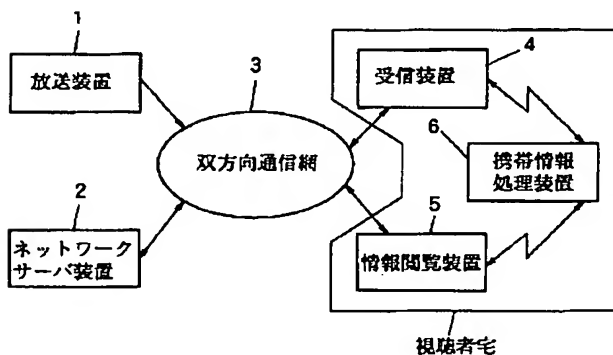 1
放送装置
3
双方向通信網
2
ネットワーク
サーバ装置
4
受信装置
6
携帯情報
処理装置
5
情報閲覧装置
視聴者宅